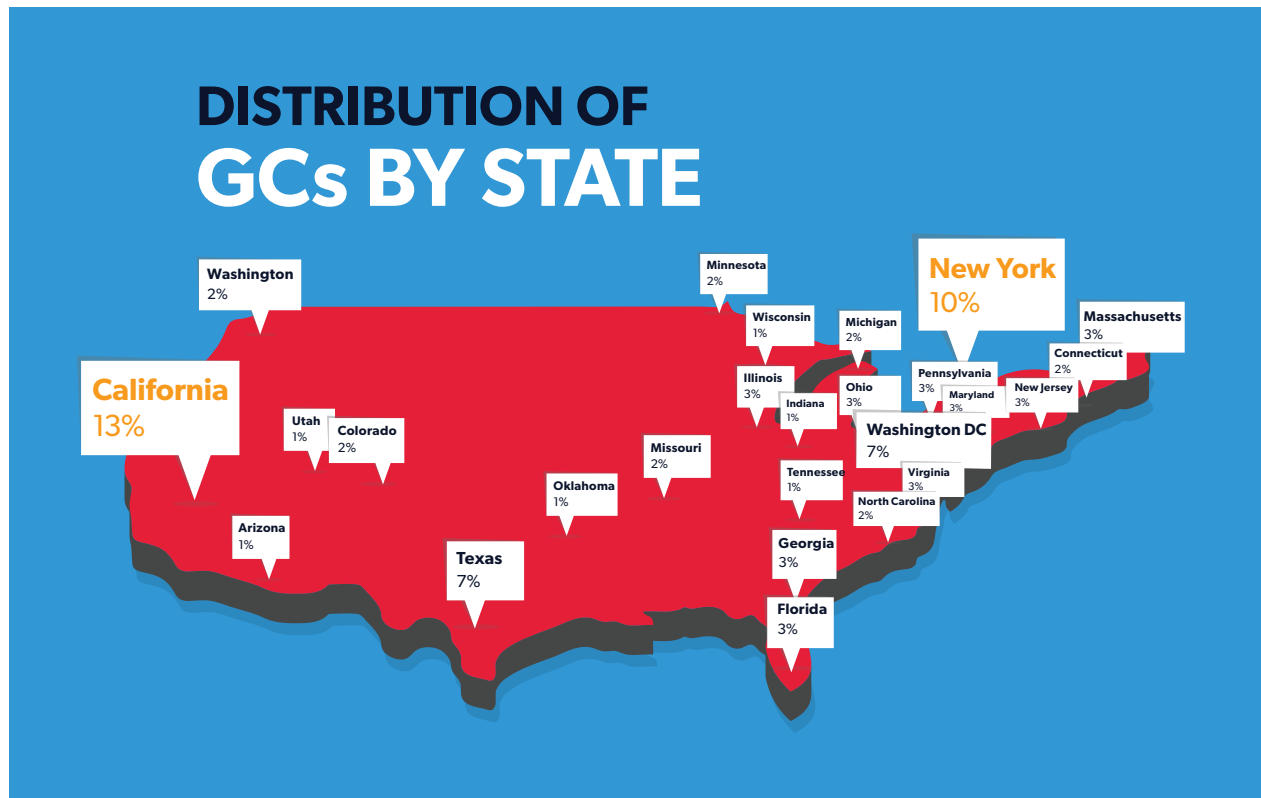 DISTRIBUTION OF
GCs BY STATE
Washington
2%
Minnesota
2%
New York
10%
Wisconsin
1%
Michigan
2%
Massachusetts
3%
Connecticut
2%
California
13%
Illinois
3%
Indiana
1%
Ohio
3%
Pennsylvania
3%
Maryland
3%
New Jersey
3%
Utah
1%
Colorado
2%
Washington DC
7%
Missouri
2%
Oklahoma
1%
Tennessee
1%
Virginia
3%
North Carolina
2%
Arizona
1%
Texas
7%
Georgia
3%
Florida
3%